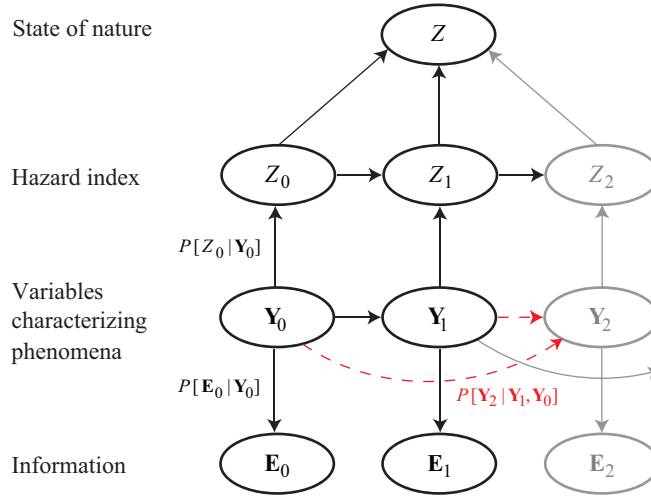 State of nature
Z
Hazard index
Z0
Z1
Z2
P[Z0|Y0]
Variables
characterizing
phenomena
Y0
Y1
Y2
P[E0|Y0]
P[Y2|Y1,Y0]
Information
E0
E1
E2